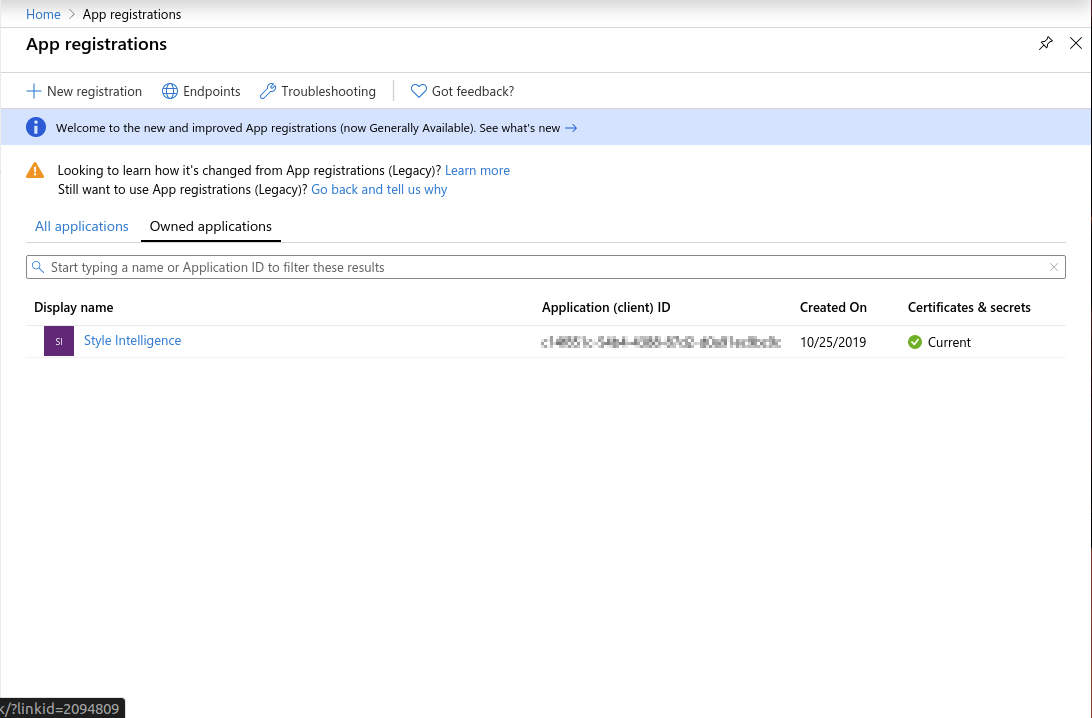 Home > App registrations
App registrations
New registration Endpoints Troubleshooting Got feedback?
Welcome to the new and improved App registrations (now Generally Available). See what's new →
Looking to learn how it's changed from App registrations (Legacy)? Learn more
Still want to use App registrations (Legacy)? Go back and tell us why
All applications Owned applications
Start typing a name or Application ID to filter these results
Display name Application (client) ID Created On Certificates & secrets
SI Style Intelligence 10/25/2019 Current
k/?linkid=2094809